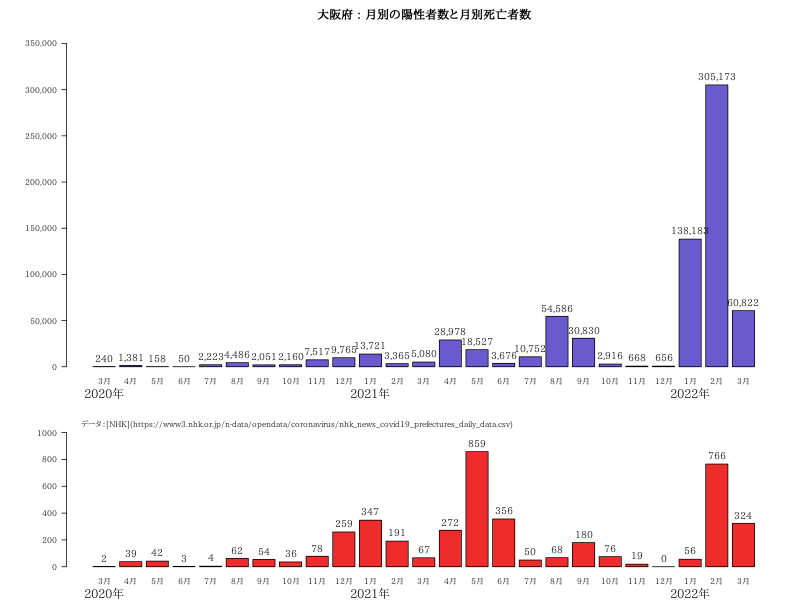 大阪府：月別の陽性者数と月別死亡者数
350,000
300,000
250,000
200,000
150,000
100,000
50,000
0
240 1,381 158 50 2,223 4,486 2,051 2,160 7,517 9,765 13,721 3,365 5,080 28,978 18,527 3,676 10,752 54,586 30,830 2,916 668 656 138,183 305,173 60,822
3月 4月 5月 6月 7月 8月 9月 10月 11月 12月 1月 2月 3月 4月 5月 6月 7月 8月 9月 10月 11月 12月 1月 2月 3月
2020年 2021年 2022年
データ:[NHK](https://www3.nhk.or.jp/n-data/opendata/coronavirus/nhk_news_covid19_prefectures_daily_data.csv)
1000
800
600
400
200
0
2 39 42 3 4 62 54 36 78 259 347 191 67 272 859 356 50 68 180 76 19 0 56 766 324
3月 4月 5月 6月 7月 8月 9月 10月 11月 12月 1月 2月 3月 4月 5月 6月 7月 8月 9月 10月 11月 12月 1月 2月 3月
2020年 2021年 2022年